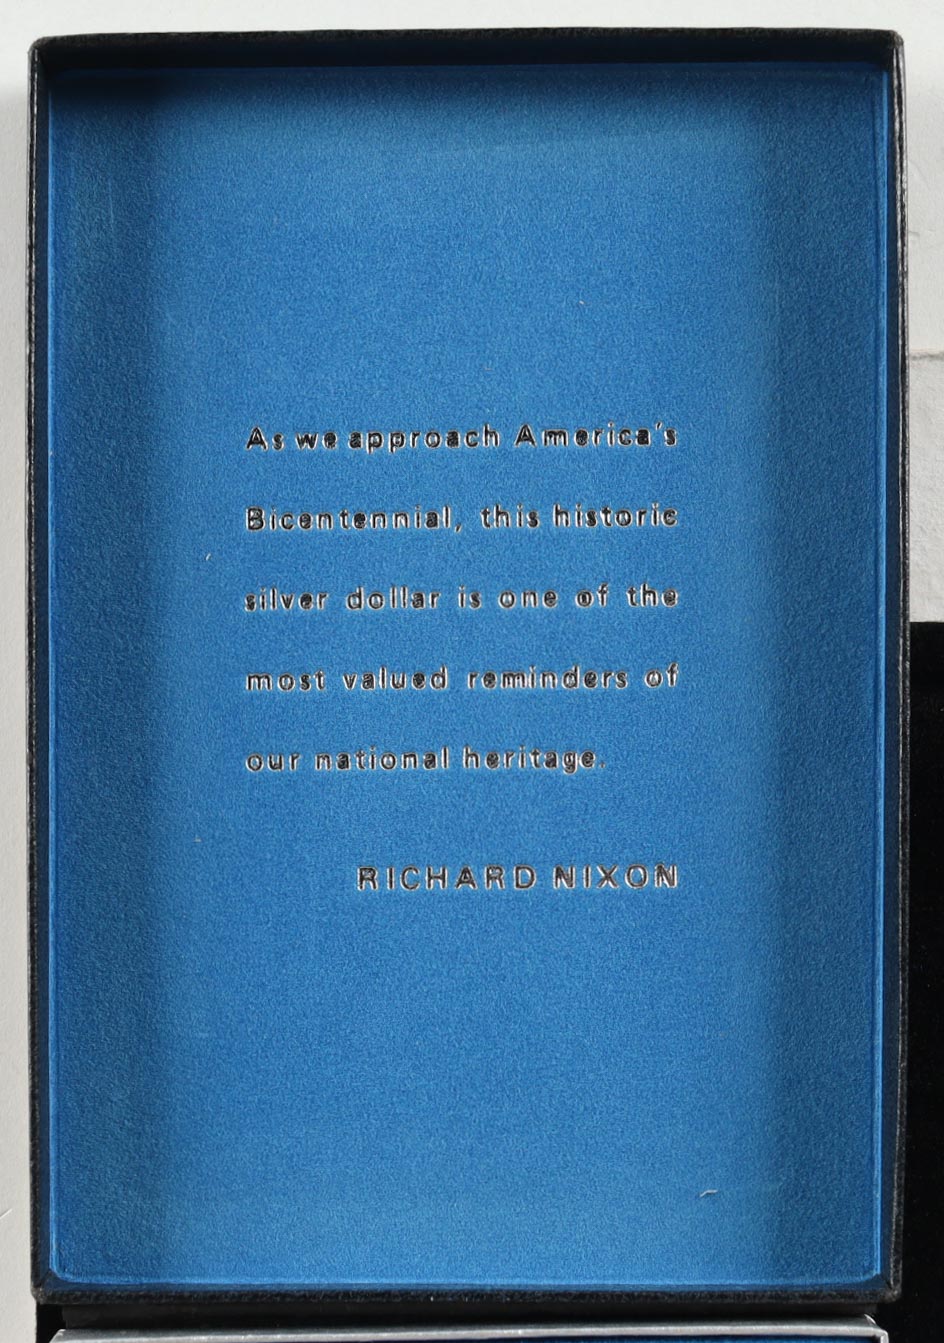 As we approach America's
Bicentennial, this historic
silver dollar is one of the
most valued reminders of
our national heritage.
RICHARD NIXON